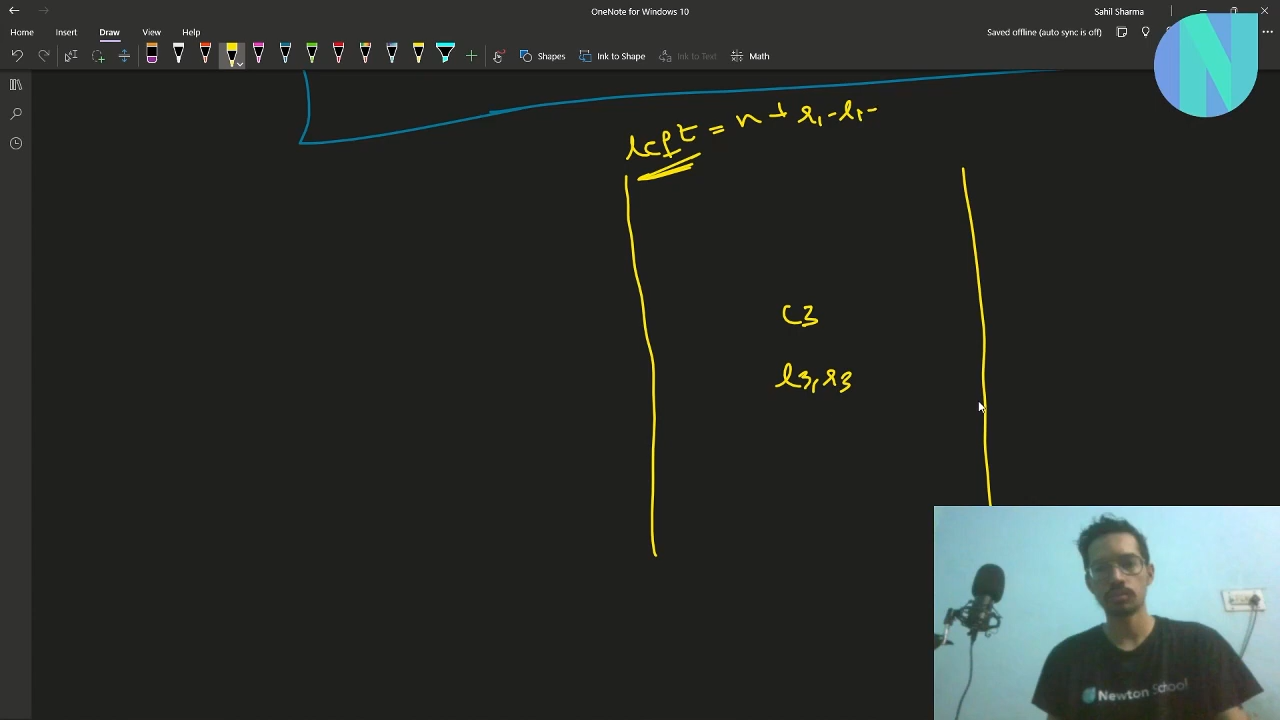 OneNote for Windows 10
Sahil Sharma
Home Insert Draw View Help
Saved offline (auto sync is off)
Shapes Ink to Shape Ink to Text Math
left = n + r1 - l1 -
C3
l3, r3
Newton School